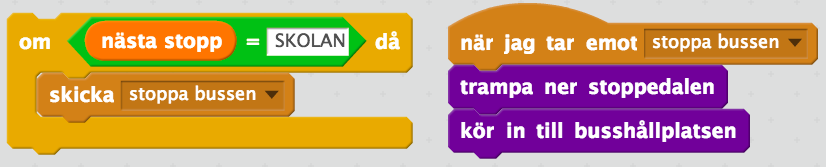 om nästa stopp = SKOLAN då
skicka stoppa bussen
när jag tar emot stoppa bussen
trampa ner stoppedalen
kör in till busshållplatsen